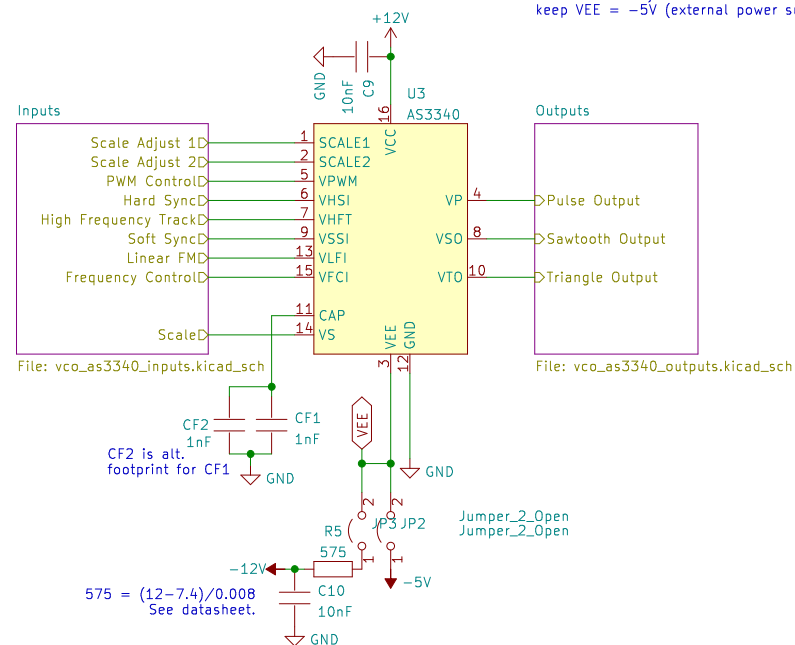 keep VEE = -5V (external power su
+12V
GND
10nF
C9
U3
AS3340
16
VCC
Inputs
Outputs
Scale Adjust 1
1
SCALE1
Scale Adjust 2
2
SCALE2
PWM Control
5
VPWM
Hard Sync
6
VHSI
VP
4
Pulse Output
High Frequency Track
7
VHFT
Soft Sync
9
VSSI
VSO
8
Sawtooth Output
Linear FM
13
VLFI
Frequency Control
15
VFCI
VTO
10
Triangle Output
11
CAP
Scale
14
VS
VEE
GND
3
12
File: vco_as3340_inputs.kicad_sch
File: vco_as3340_outputs.kicad_sch
CF2
1nF
CF1
1nF
VEE
CF2 is alt.
footprint for CF1
GND
GND
2
2
R5
JP3
JP2
Jumper_2_Open
Jumper_2_Open
575
1
1
-12V
-5V
575 = (12-7.4)/0.008
See datasheet.
C10
10nF
GND